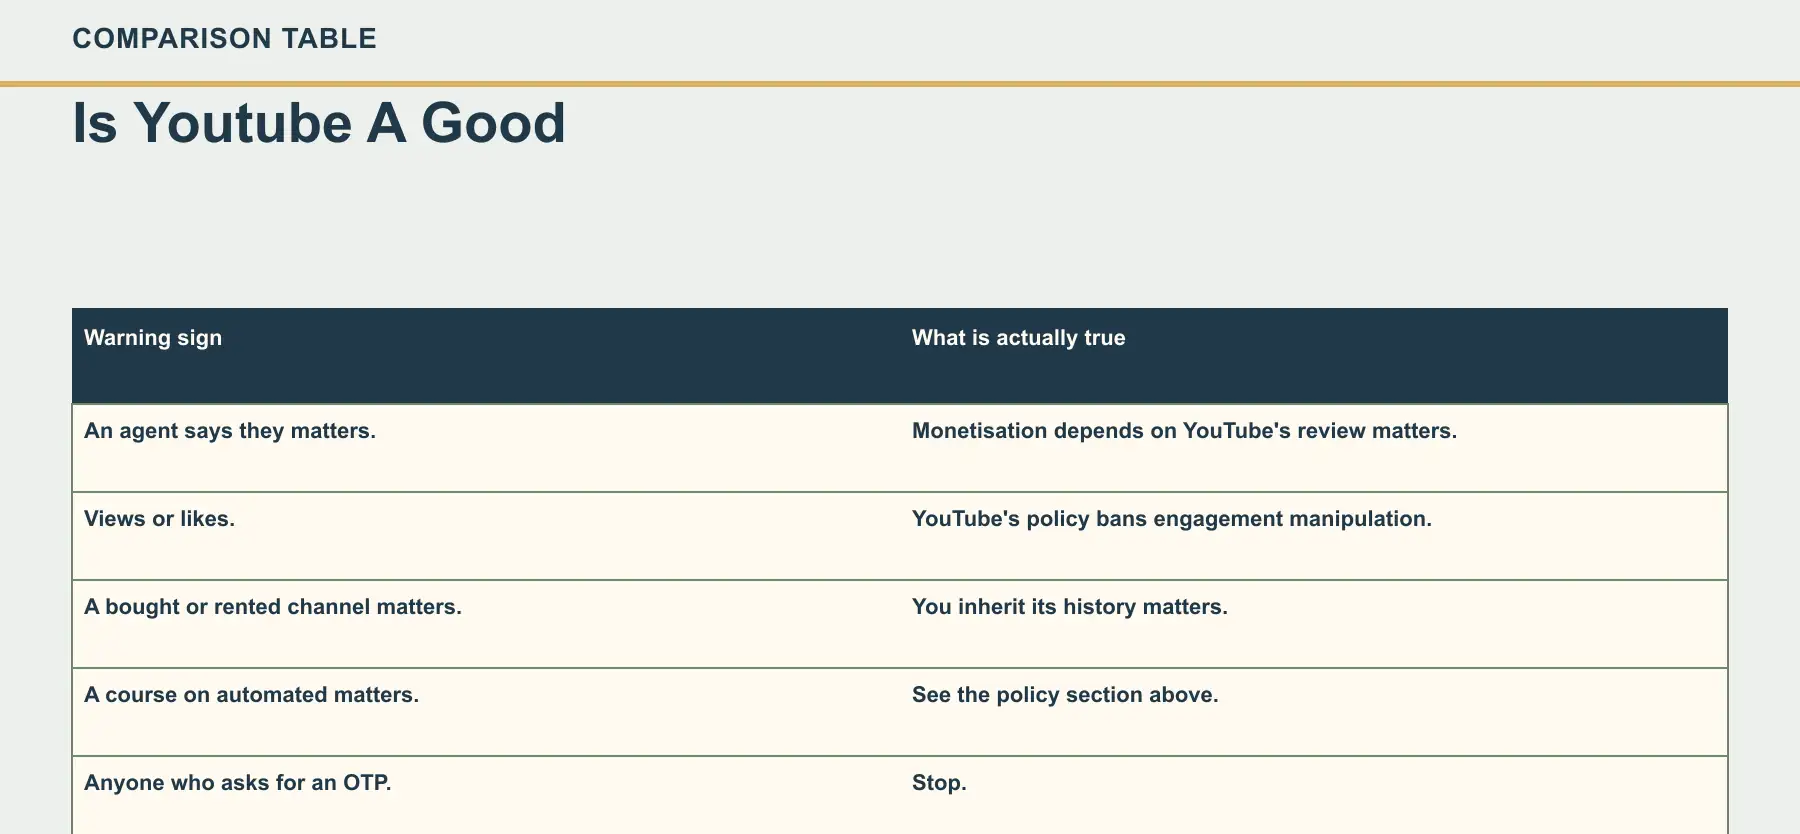 COMPARISON TABLE
Is Youtube A Good
Warning sign What is actually true
An agent says they matters. Monetisation depends on YouTube's review matters.
Views or likes. YouTube's policy bans engagement manipulation.
A bought or rented channel matters. You inherit its history matters.
A course on automated matters. See the policy section above.
Anyone who asks for an OTP. Stop.